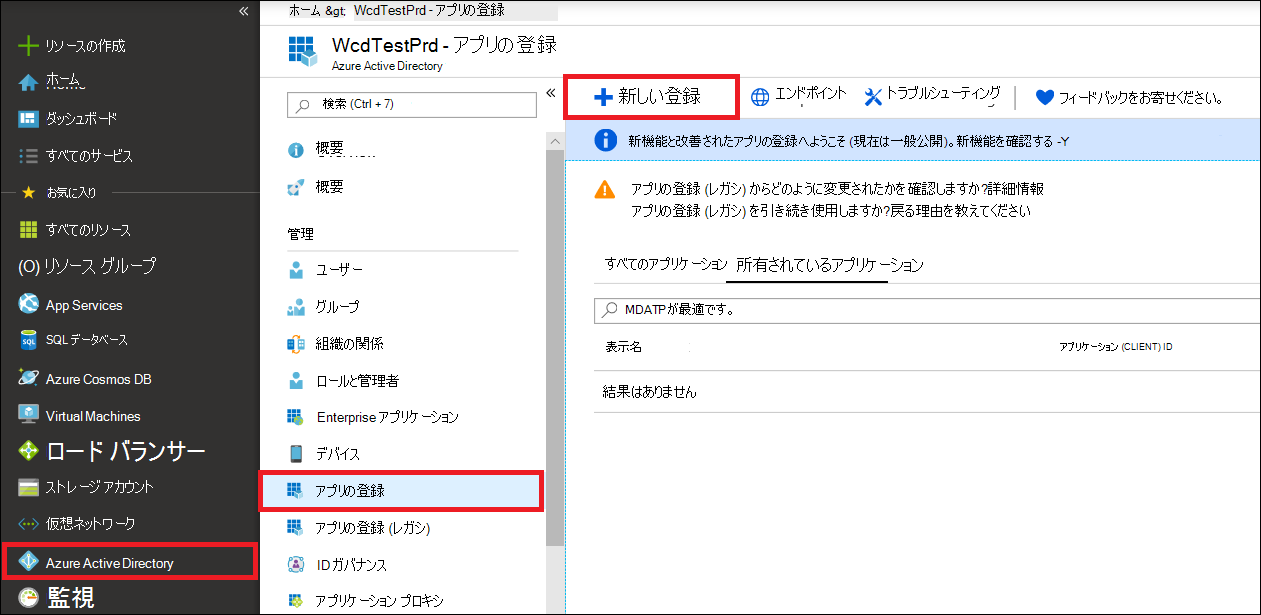 ホーム &gt; WcdTestPrd - アプリの登録
リソースの作成
ホーム
ダッシュボード
すべてのサービス
お気に入り
すべてのリソース
(O) リソース グループ
App Services
SQL データベース
Azure Cosmos DB
Virtual Machines
ロード バランサー
ストレージ アカウント
仮想ネットワーク
Azure Active Directory
監視
WcdTestPrd - アプリの登録
Azure Active Directory
検索 (Ctrl + 7)
概要
概要
管理
ユーザー
グループ
組織の関係
ロールと管理者
Enterprise アプリケーション
デバイス
アプリの登録
アプリの登録 (レガシ)
ID ガバナンス
アプリケーション プロキシ
新しい登録
エンドポイント
トラブルシューティング
フィードバックをお寄せください。
新機能と改善されたアプリの登録へようこそ (現在は一般公開)。新機能を確認する -Y
アプリの登録 (レガシ) からどのように変更されたかを確認しますか?詳細情報
アプリの登録 (レガシ) を引き続き使用しますか?戻る理由を教えてください
すべてのアプリケーション 所有されているアプリケーション
MDATPが最適です。
表示名 アプリケーション (CLIENT) ID
結果はありません